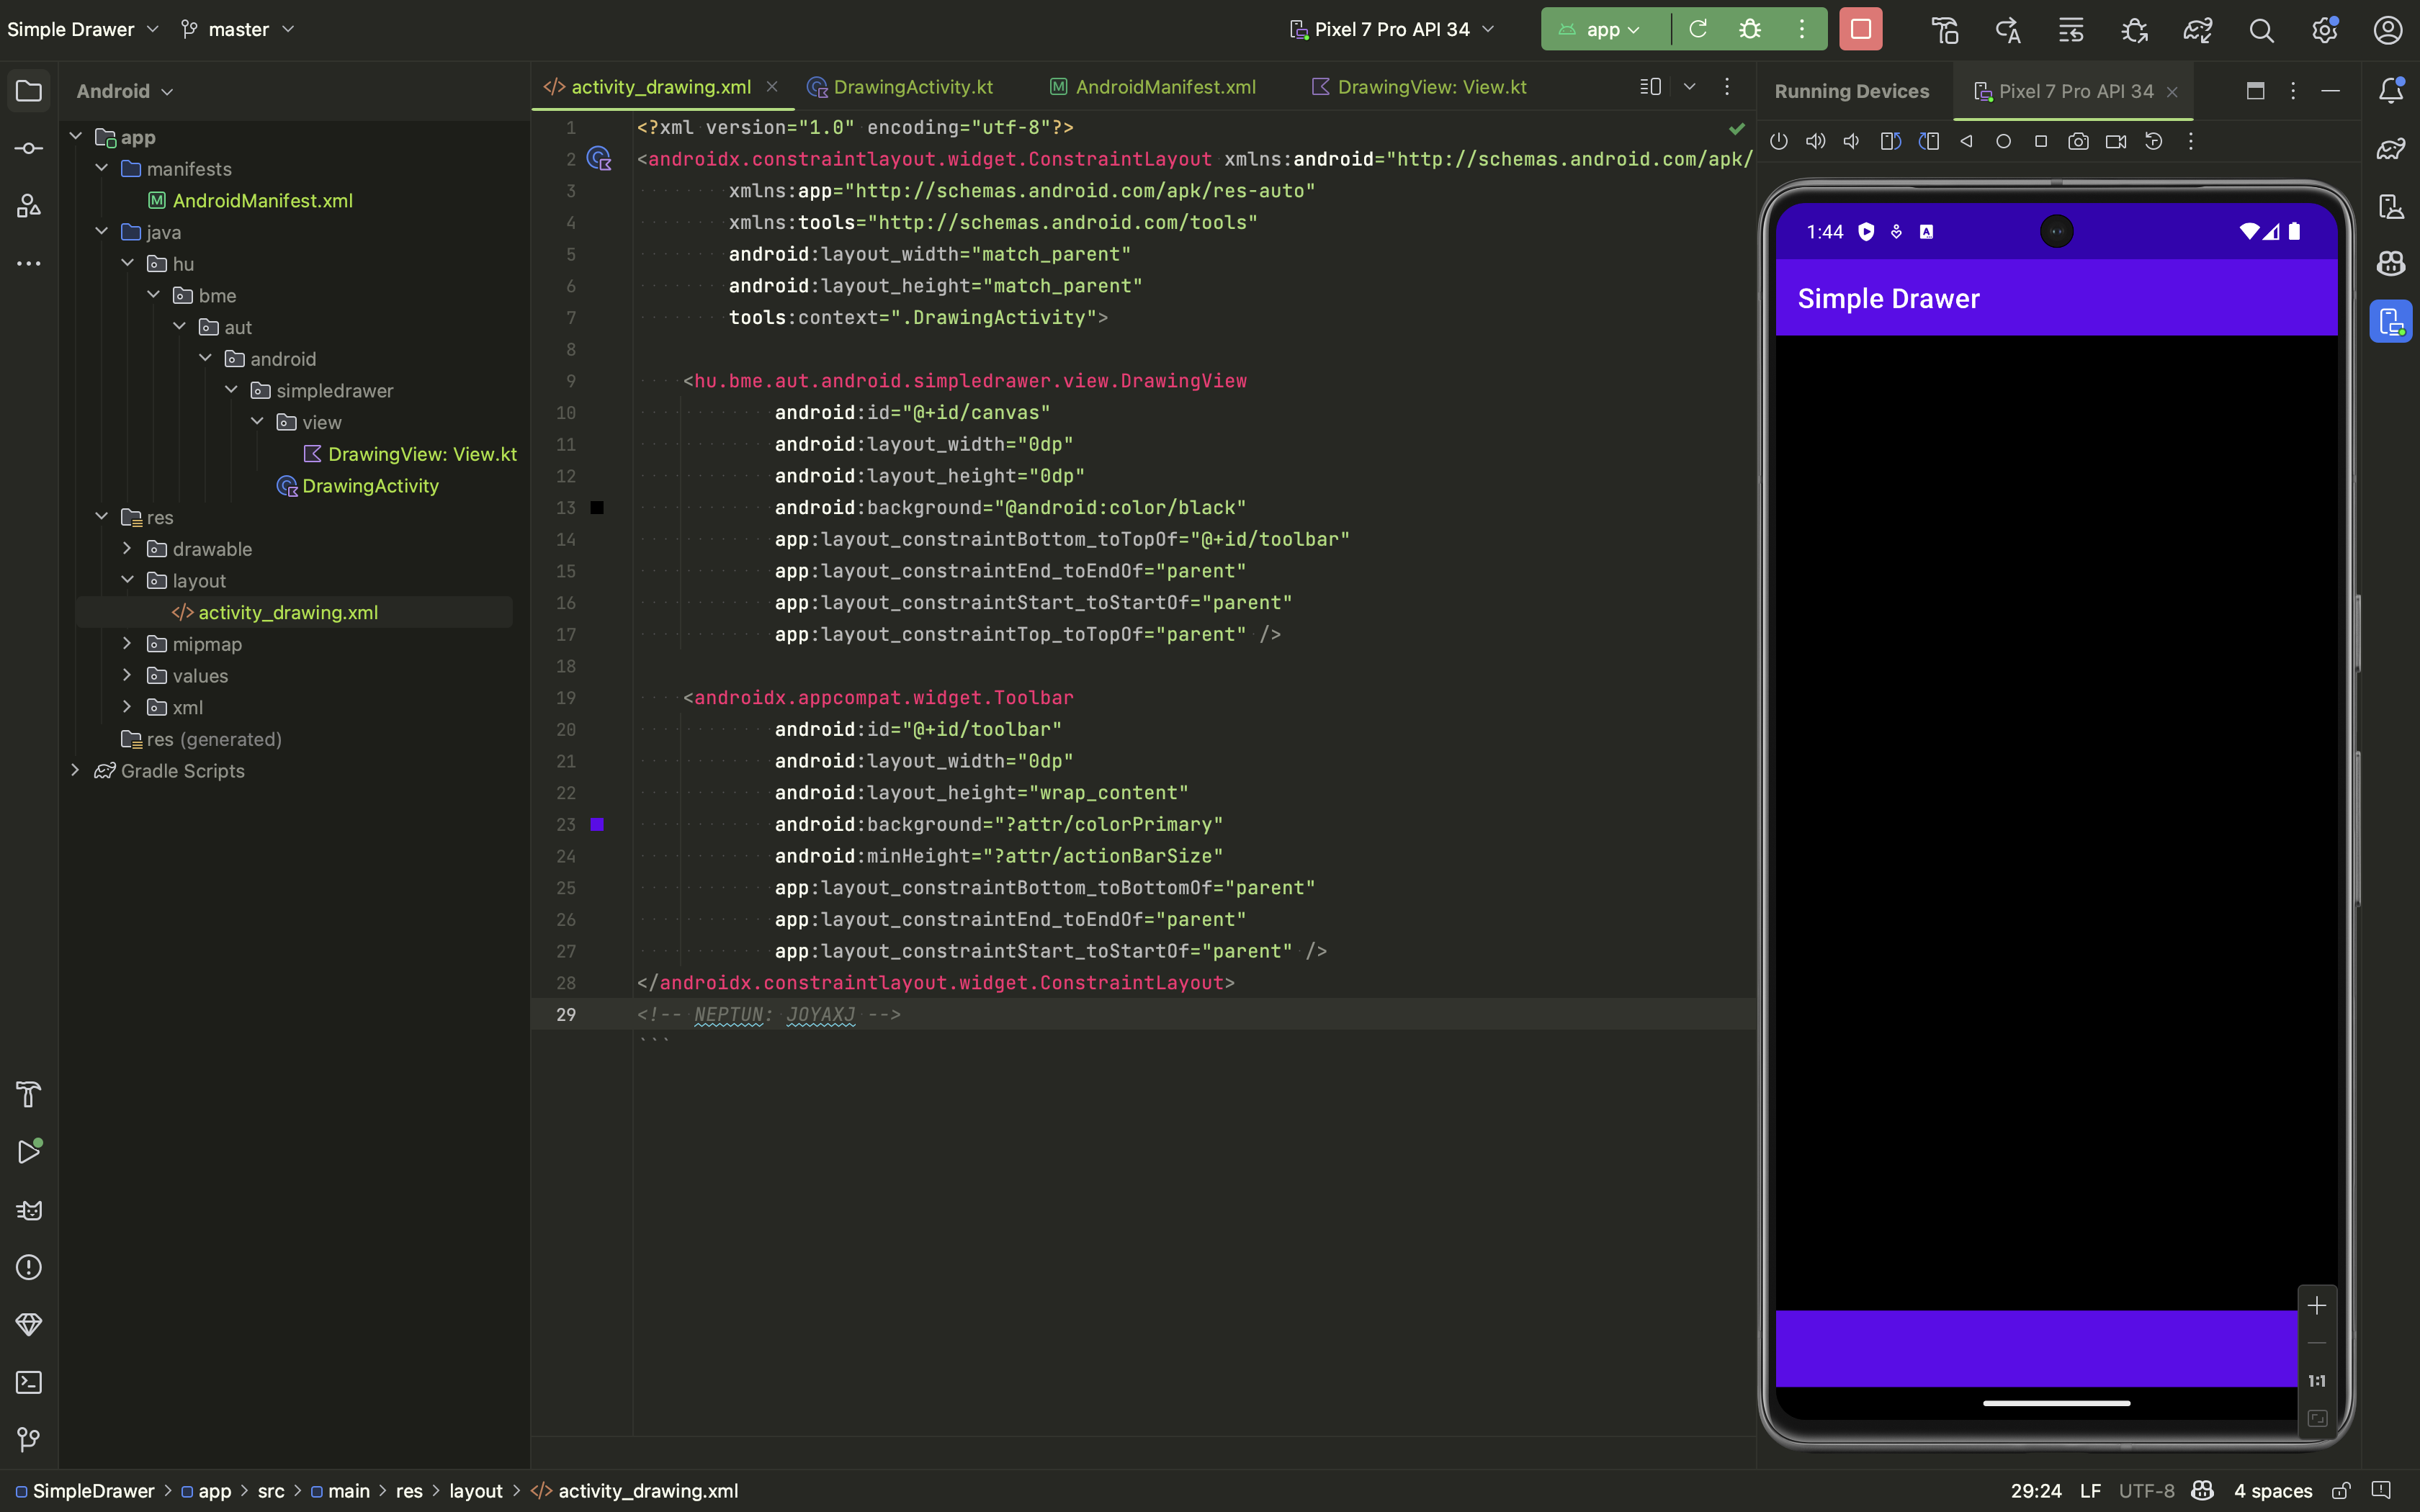 Simple Drawer master Pixel 7 Pro API 34 app
Android
app
manifests
AndroidManifest.xml
java
hu
bme
aut
android
simpledrawer
view
DrawingView: View.kt
DrawingActivity
res
drawable
layout
activity_drawing.xml
mipmap
values
xml
res (generated)
Gradle Scripts
activity_drawing.xml DrawingActivity.kt AndroidManifest.xml DrawingView: View.kt
1 <?xml version="1.0" encoding="utf-8"?>
2 <androidx.constraintlayout.widget.ConstraintLayout xmlns:android="http://schemas.android.com/apk/
3 xmlns:app="http://schemas.android.com/apk/res-auto"
4 xmlns:tools="http://schemas.android.com/tools"
5 android:layout_width="match_parent"
6 android:layout_height="match_parent"
7 tools:context=".DrawingActivity">
8
9 <hu.bme.aut.android.simpledrawer.view.DrawingView
10 android:id="@+id/canvas"
11 android:layout_width="0dp"
12 android:layout_height="0dp"
13 android:background="@android:color/black"
14 app:layout_constraintBottom_toTopOf="@+id/toolbar"
15 app:layout_constraintEnd_toEndOf="parent"
16 app:layout_constraintStart_toStartOf="parent"
17 app:layout_constraintTop_toTopOf="parent" />
18
19 <androidx.appcompat.widget.Toolbar
20 android:id="@+id/toolbar"
21 android:layout_width="0dp"
22 android:layout_height="wrap_content"
23 android:background="?attr/colorPrimary"
24 android:minHeight="?attr/actionBarSize"
25 app:layout_constraintBottom_toBottomOf="parent"
26 app:layout_constraintEnd_toEndOf="parent"
27 app:layout_constraintStart_toStartOf="parent" />
28 </androidx.constraintlayout.widget.ConstraintLayout>
29 <!-- NEPTUN: JOYAXJ -->
```
Running Devices Pixel 7 Pro API 34
1:44
A
Simple Drawer
1:1
SimpleDrawer > app > src > main > res > layout > activity_drawing.xml
29:24 LF UTF-8 4 spaces